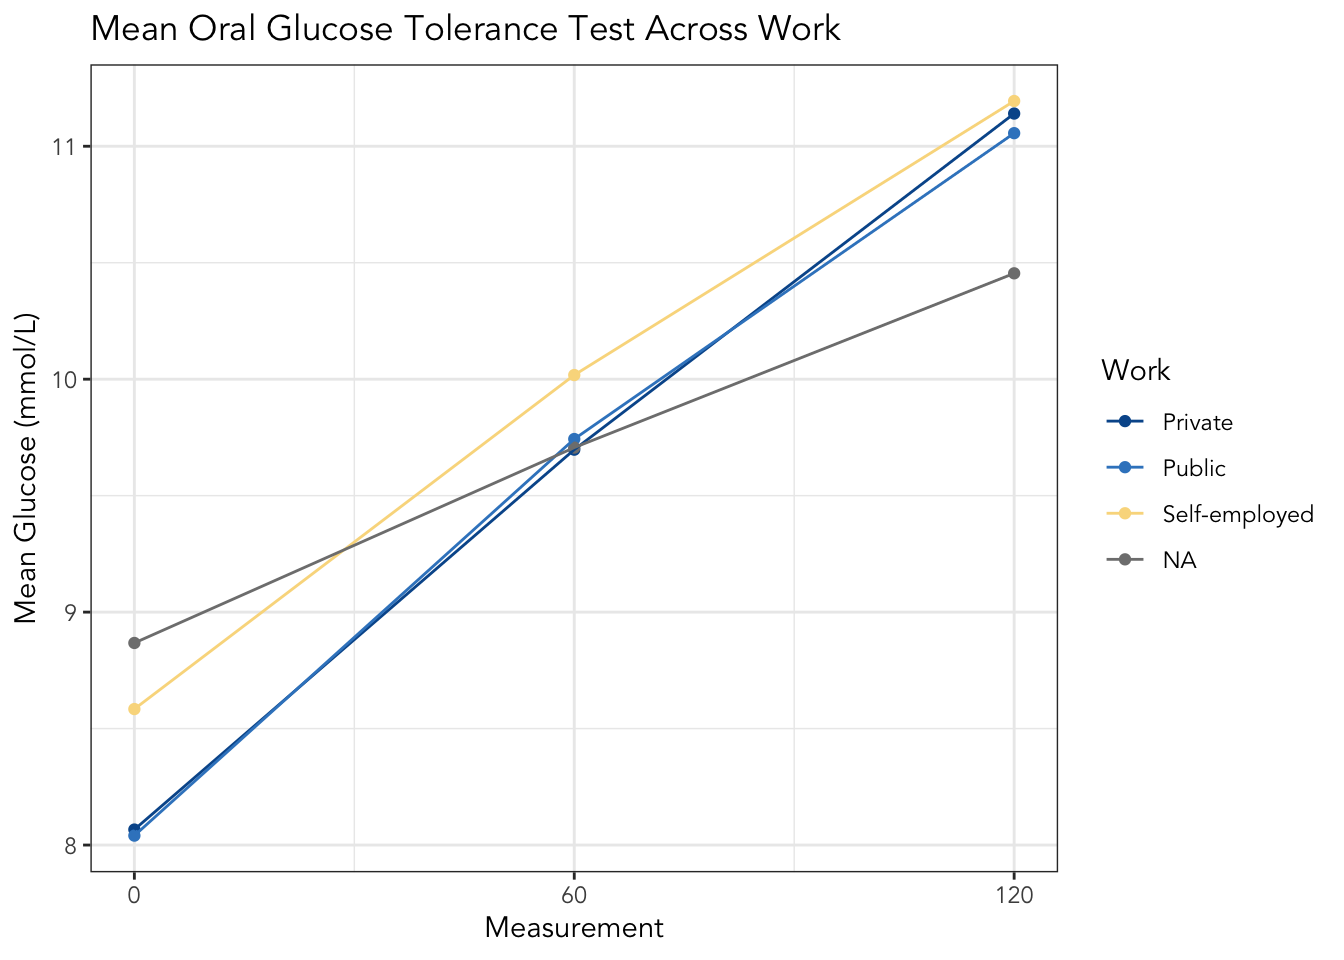 Mean Oral Glucose Tolerance Test Across Work
11
10
9
8
Mean Glucose (mmol/L)
0 60 120
Measurement
Work
Private
Public
Self-employed
NA